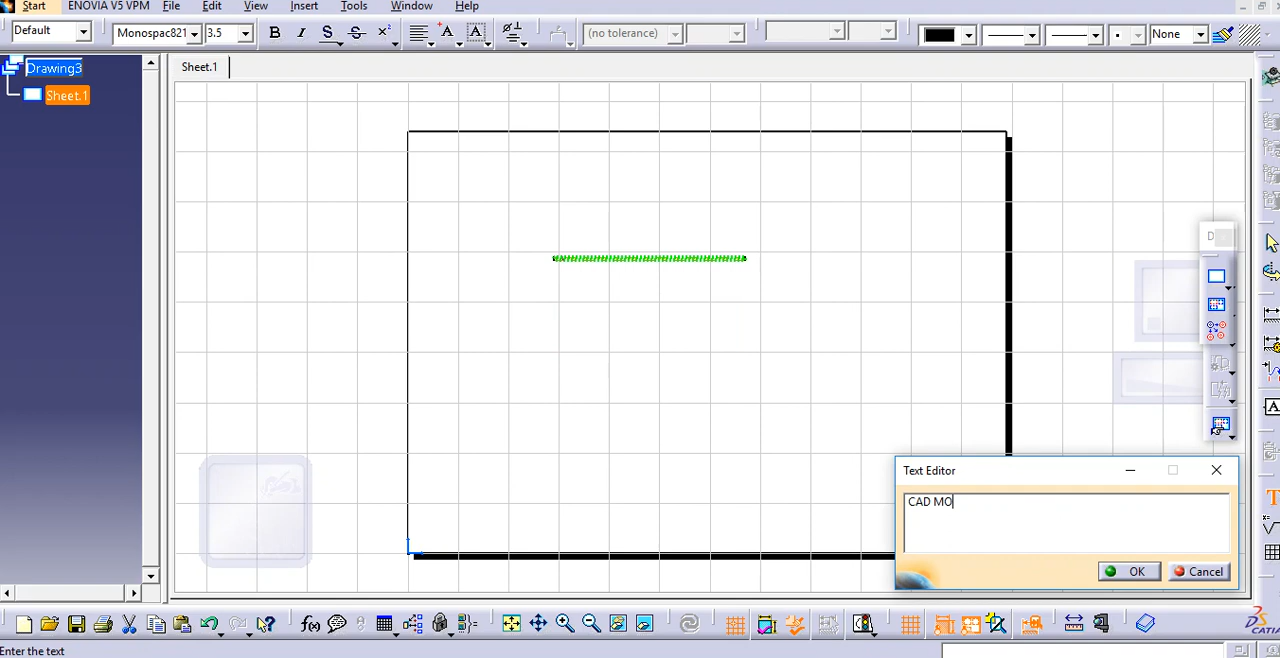 Start ENOVIA V5 VPM File Edit View Insert Tools Window Help
Default Monospac821 3.5 B I S S X (no tolerance) None
Drawing3
Sheet.1
Sheet.1
D
Text Editor
CAD MO
OK Cancel
f(x)
CATIA
Enter the text